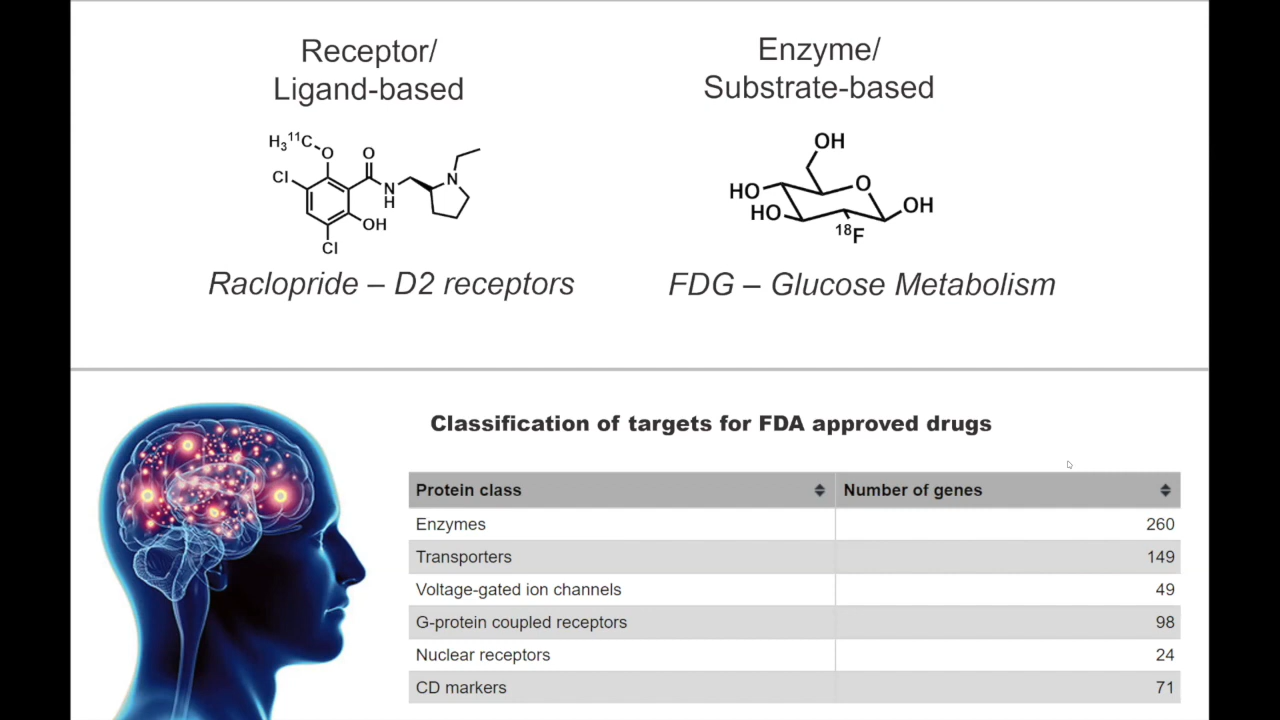 Receptor/
Ligand-based
Enzyme/
Substrate-based
H₃¹¹C
O
O
Cl
N
H
N
OH
Cl
OH
O
HO
HO
OH
¹⁸F
Raclopride – D2 receptors
FDG – Glucose Metabolism
Classification of targets for FDA approved drugs
Protein class Number of genes
Enzymes 260
Transporters 149
Voltage-gated ion channels 49
G-protein coupled receptors 98
Nuclear receptors 24
CD markers 71